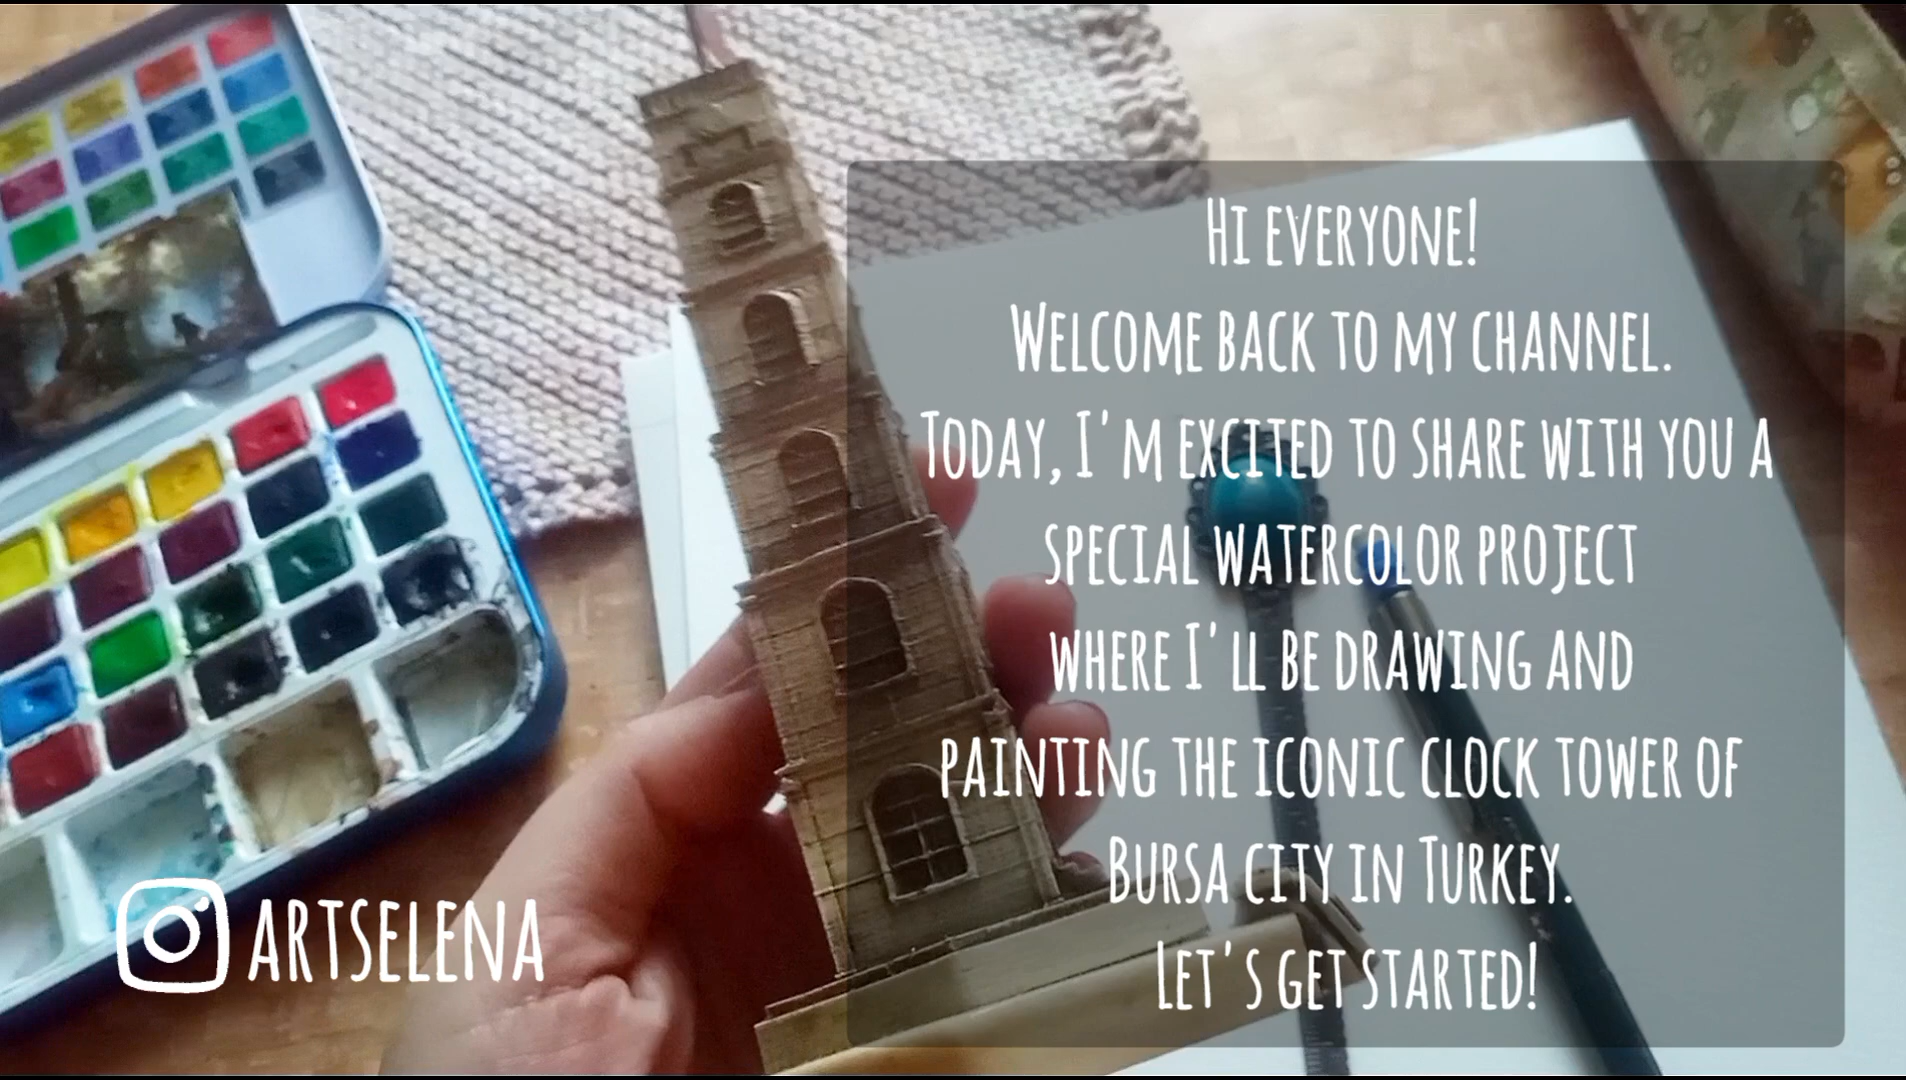 Hi everyone!
Welcome back to my channel.
Today, I'm excited to share with you a
special watercolor project
where I'll be drawing and
painting the iconic clock tower of
Bursa city in Turkey.
Let's get started!
artselena